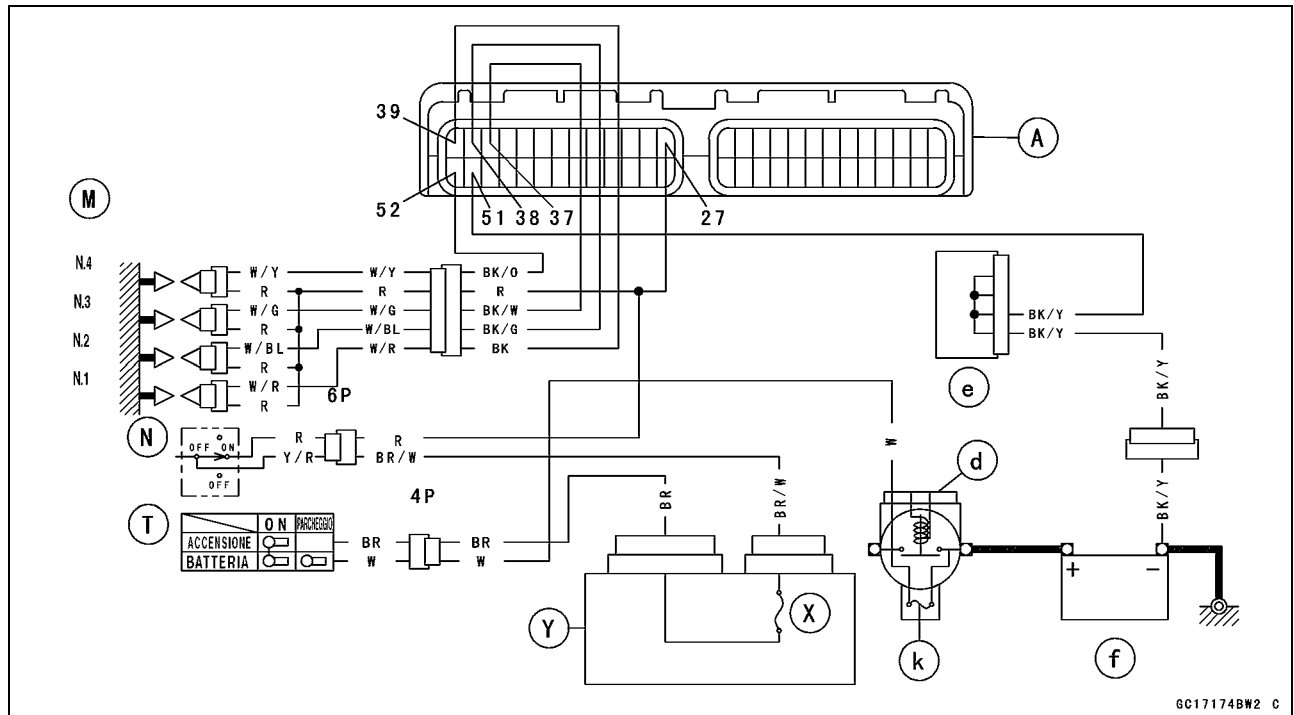 39
A
52
51 38 37
27
M
N.4
W/Y W/Y BK/O
R R R
N.3
W/G W/G BK/W
R
W/BL W/BL BK/G
N.2
R
W/R BK
N.1
W/R
6P
R
BK/Y
BK/Y
e
BK/Y
N
OFF ON
OFF
R R
Y/R BR/W
4P
W
d
BR
BR/W
BK/Y
T
ON PARCHEGGIO
ACCENSIONE
BATTERIA
BR BR
W W
+ -
X
Y
k
f
GC17174BW2 C